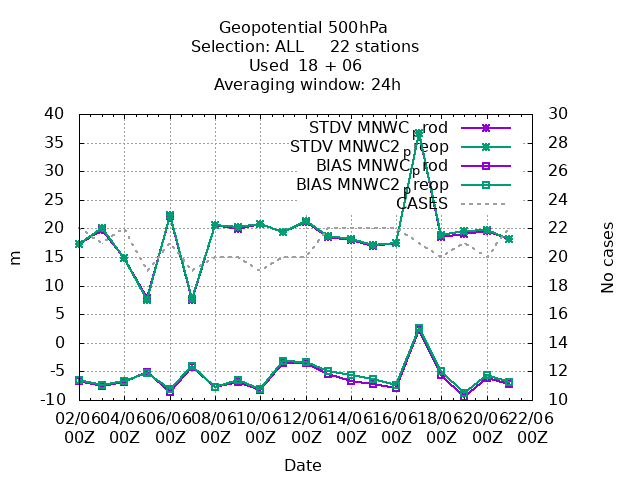 Geopotential 500hPa
Selection: ALL     22 stations
Used  18 + 06
Averaging window: 24h
40
35
30
25
20
15
10
5
0
-5
-10
m
30
28
26
24
22
20
18
16
14
12
10
No cases
STDV MNWC_prod
STDV MNWC2_preop
BIAS MNWC_prod
BIAS MNWC2_preop
CASES
02/06 04/06 06/06 08/06 10/06 12/06 14/06 16/06 18/06 20/06 22/06
00Z 00Z 00Z 00Z 00Z 00Z 00Z 00Z 00Z 00Z 00Z
Date